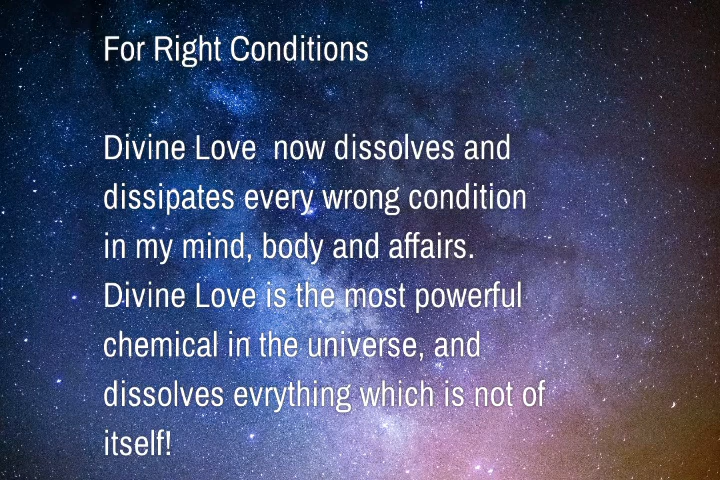 For Right Conditions
Divine Love  now dissolves and
dissipates every wrong condition
in my mind, body and affairs.
Divine Love is the most powerful
chemical in the universe, and
dissolves evrything which is not of
itself!